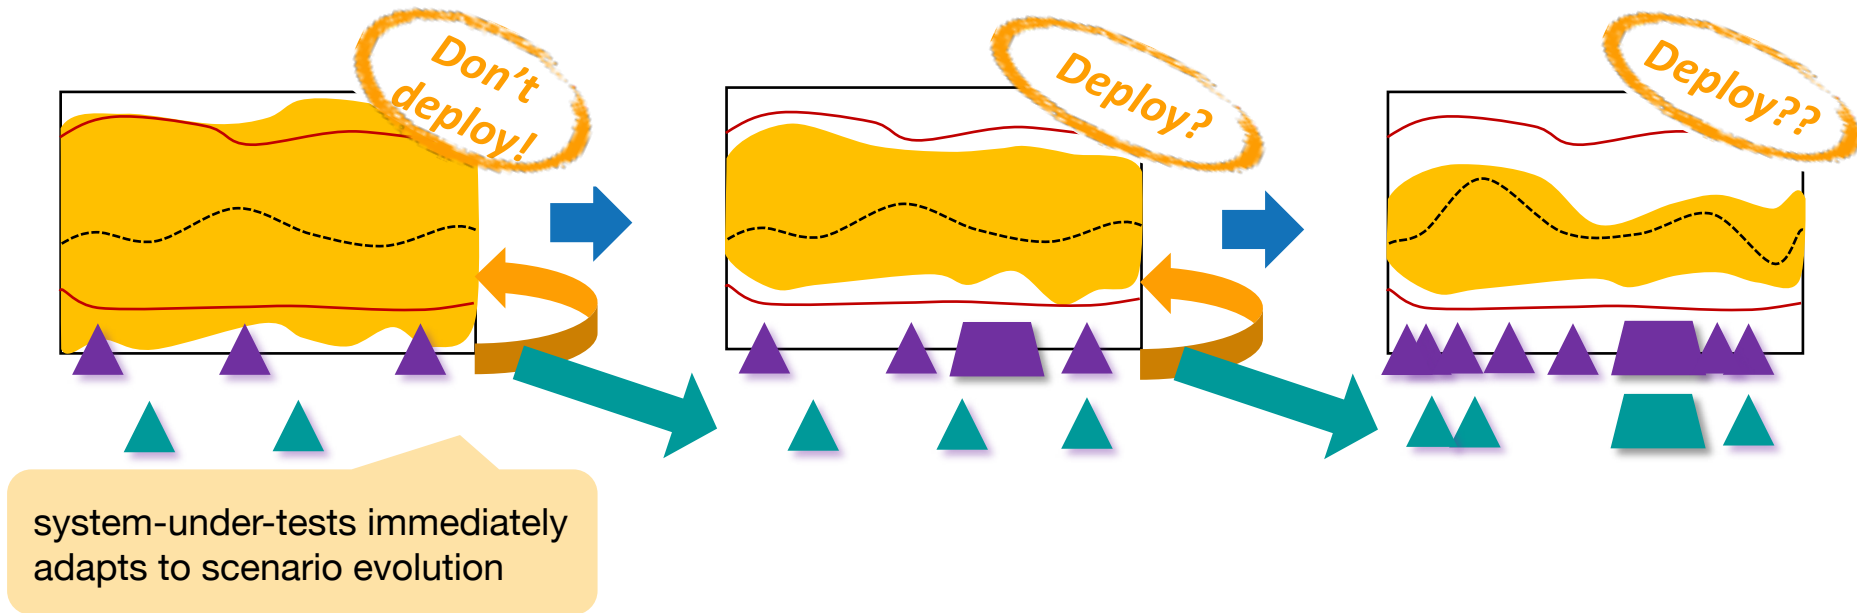 Don't
deploy!
Deploy?
Deploy??
system-under-tests immediately
adapts to scenario evolution